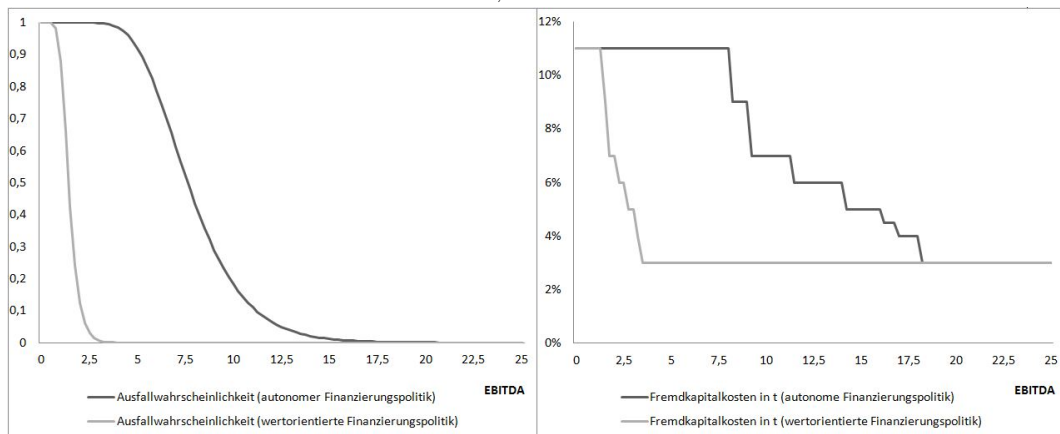 1
0,9
0,8
0,7
0,6
0,5
0,4
0,3
0,2
0,1
0
0 2,5 5 7,5 10 12,5 15 17,5 20 22,5 25
EBITDA
Ausfallwahrscheinlichkeit (autonomer Finanzierungspolitik)
Ausfallwahrscheinlichkeit (wertorientierte Finanzierungspolitik)
12%
10%
8%
6%
4%
2%
0%
0 2,5 5 7,5 10 12,5 15 17,5 20 22,5 25
EBITDA
Fremdkapitalkosten in t (autonome Finanzierungspolitik)
Fremdkapitalkosten in t (wertorientierte Finanzierungspolitik)